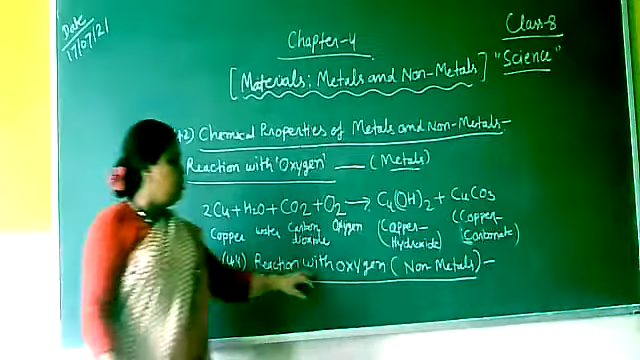 Date
17/07/21
Class-8
"Science"
Chapter-4
[Materials: Metals and Non-Metals]
2) Chemical Properties of Metals and Non-Metals-
Reaction with 'Oxygen' — (Metals)
2Cu + H2O + CO2 + O2 → Cu(OH)2 + CuCO3
Copper water Carbon dioxide Oxygen (Copper-Hydroxide) (Copper-Carbonate)
Reaction with Oxygen (Non-Metals)-